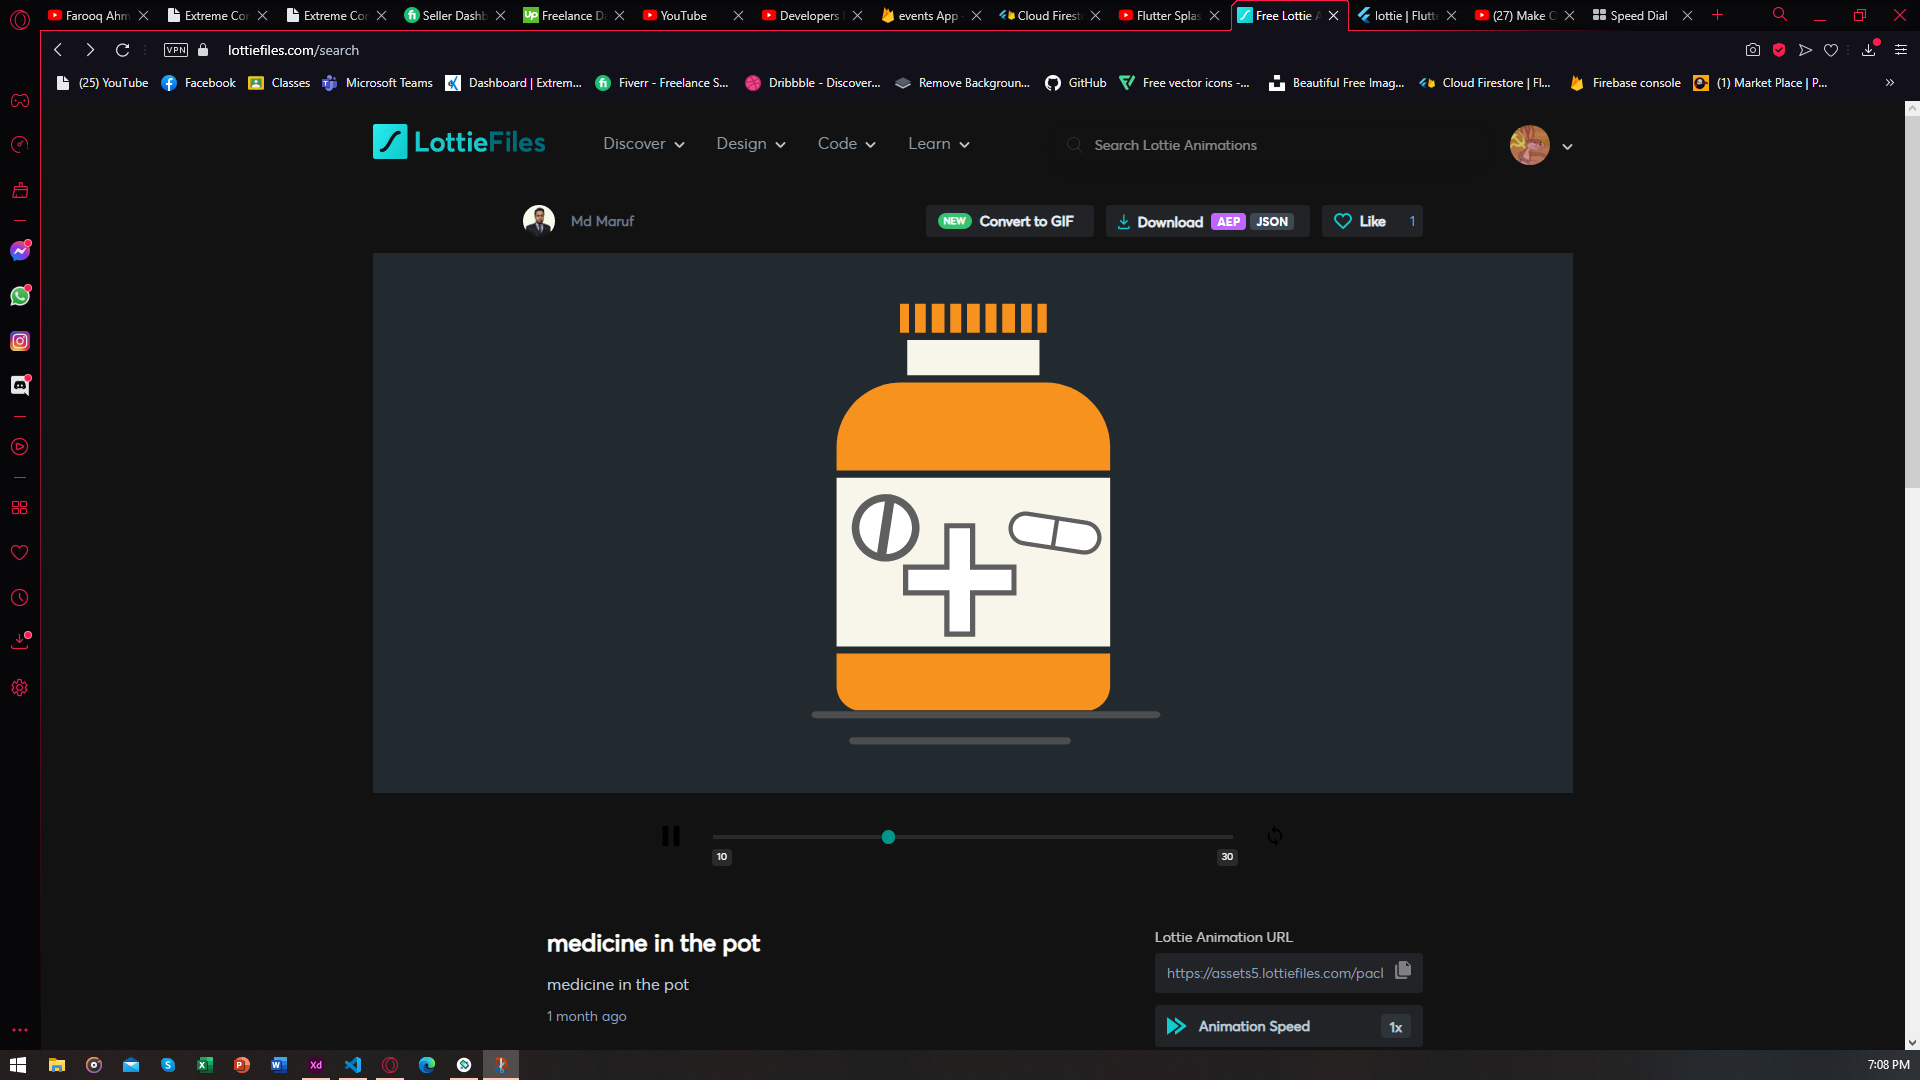 Farooq Ahm
Extreme Cor
Extreme Cor
Seller Dashb
Freelance D
YouTube
Developers
events App
Cloud Firest
Flutter Splas
Free Lottie A
lottie | Flutte
(27) Make C
Speed Dial
VPN
lottiefiles.com/search
(25) YouTube
Facebook
Classes
Microsoft Teams
Dashboard | Extrem...
Fiverr - Freelance S...
Dribbble - Discover...
Remove Backgroun...
GitHub
Free vector icons -...
Beautiful Free Imag...
Cloud Firestore | Fl...
Firebase console
(1) Market Place | P...
LottieFiles
Discover
Design
Code
Learn
Search Lottie Animations
Md Maruf
NEW Convert to GIF
Download AEP JSON
Like 1
10
30
medicine in the pot
Lottie Animation URL
https://assets5.lottiefiles.com/pacl
medicine in the pot
1 month ago
Animation Speed
1x
7:08 PM